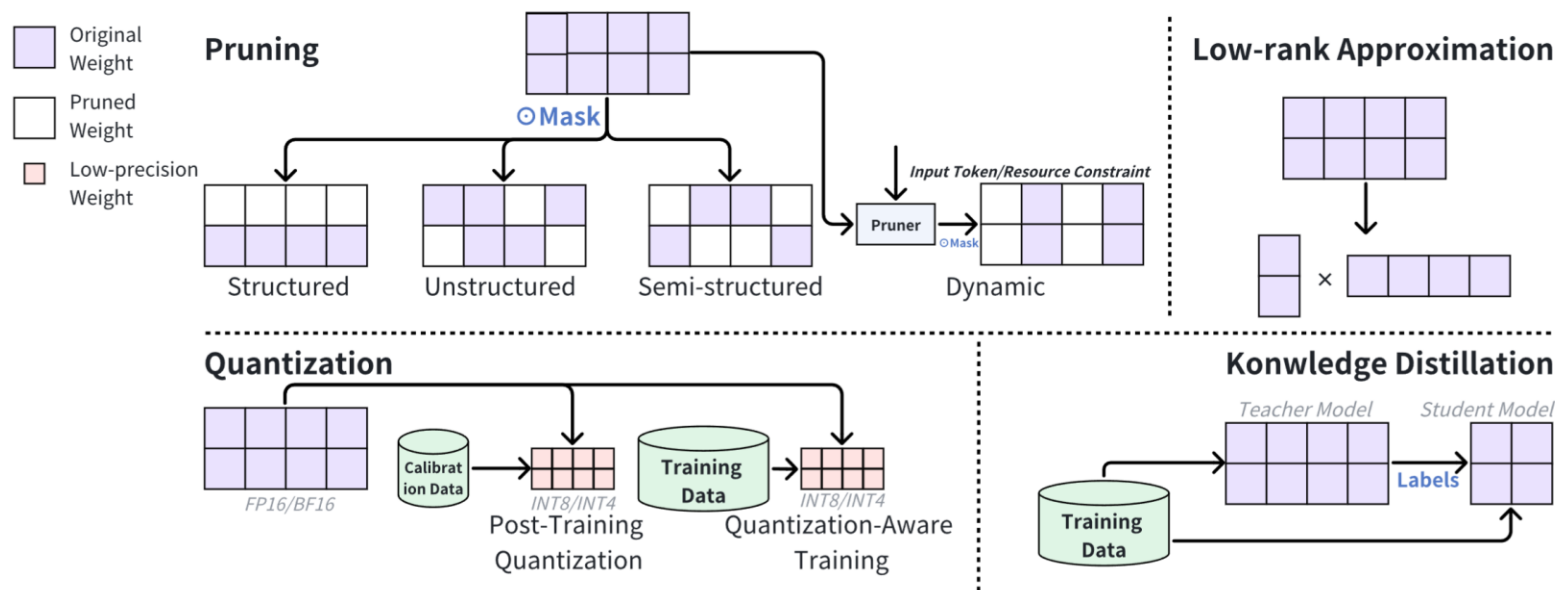 Original
Weight
Pruned
Weight
Low-precision
Weight
Pruning
⊙Mask
Structured
Unstructured
Semi-structured
Input Token/Resource Constraint
Pruner
⊙Mask
Dynamic
Low-rank Approximation
×
Quantization
FP16/BF16
Calibrat
ion Data
INT8/INT4
Post-Training
Quantization
Training
Data
INT8/INT4
Quantization-Aware
Training
Konwledge Distillation
Teacher Model
Student Model
Labels
Training
Data